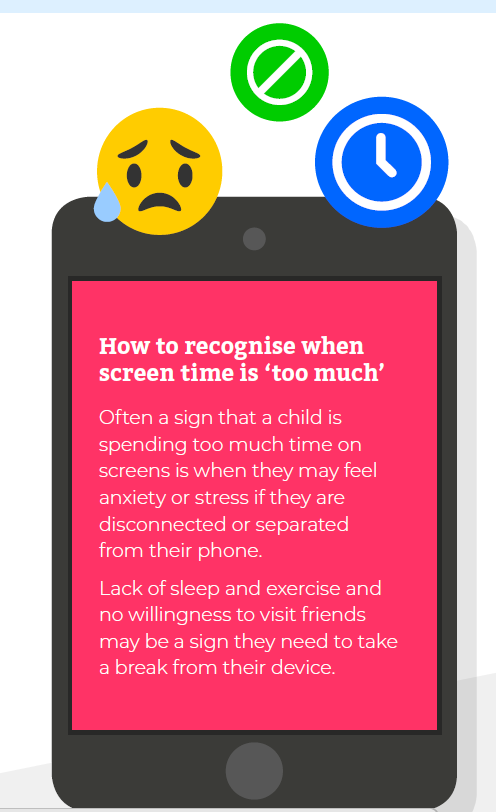 How to recognise when
screen time is ‘too much’
Often a sign that a child is
spending too much time on
screens is when they may feel
anxiety or stress if they are
disconnected or separated
from their phone.
Lack of sleep and exercise and
no willingness to visit friends
may be a sign they need to take
a break from their device.